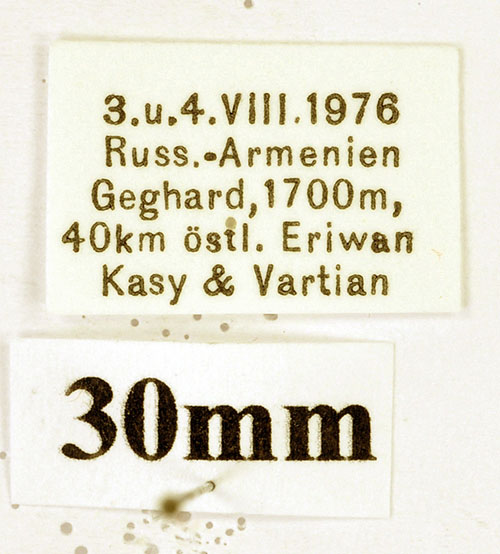 3.u.4.VIII.1976
Russ.-Armenien
Geghard,1700m,
40km östl. Eriwan
Kasy & Vartian
30mm